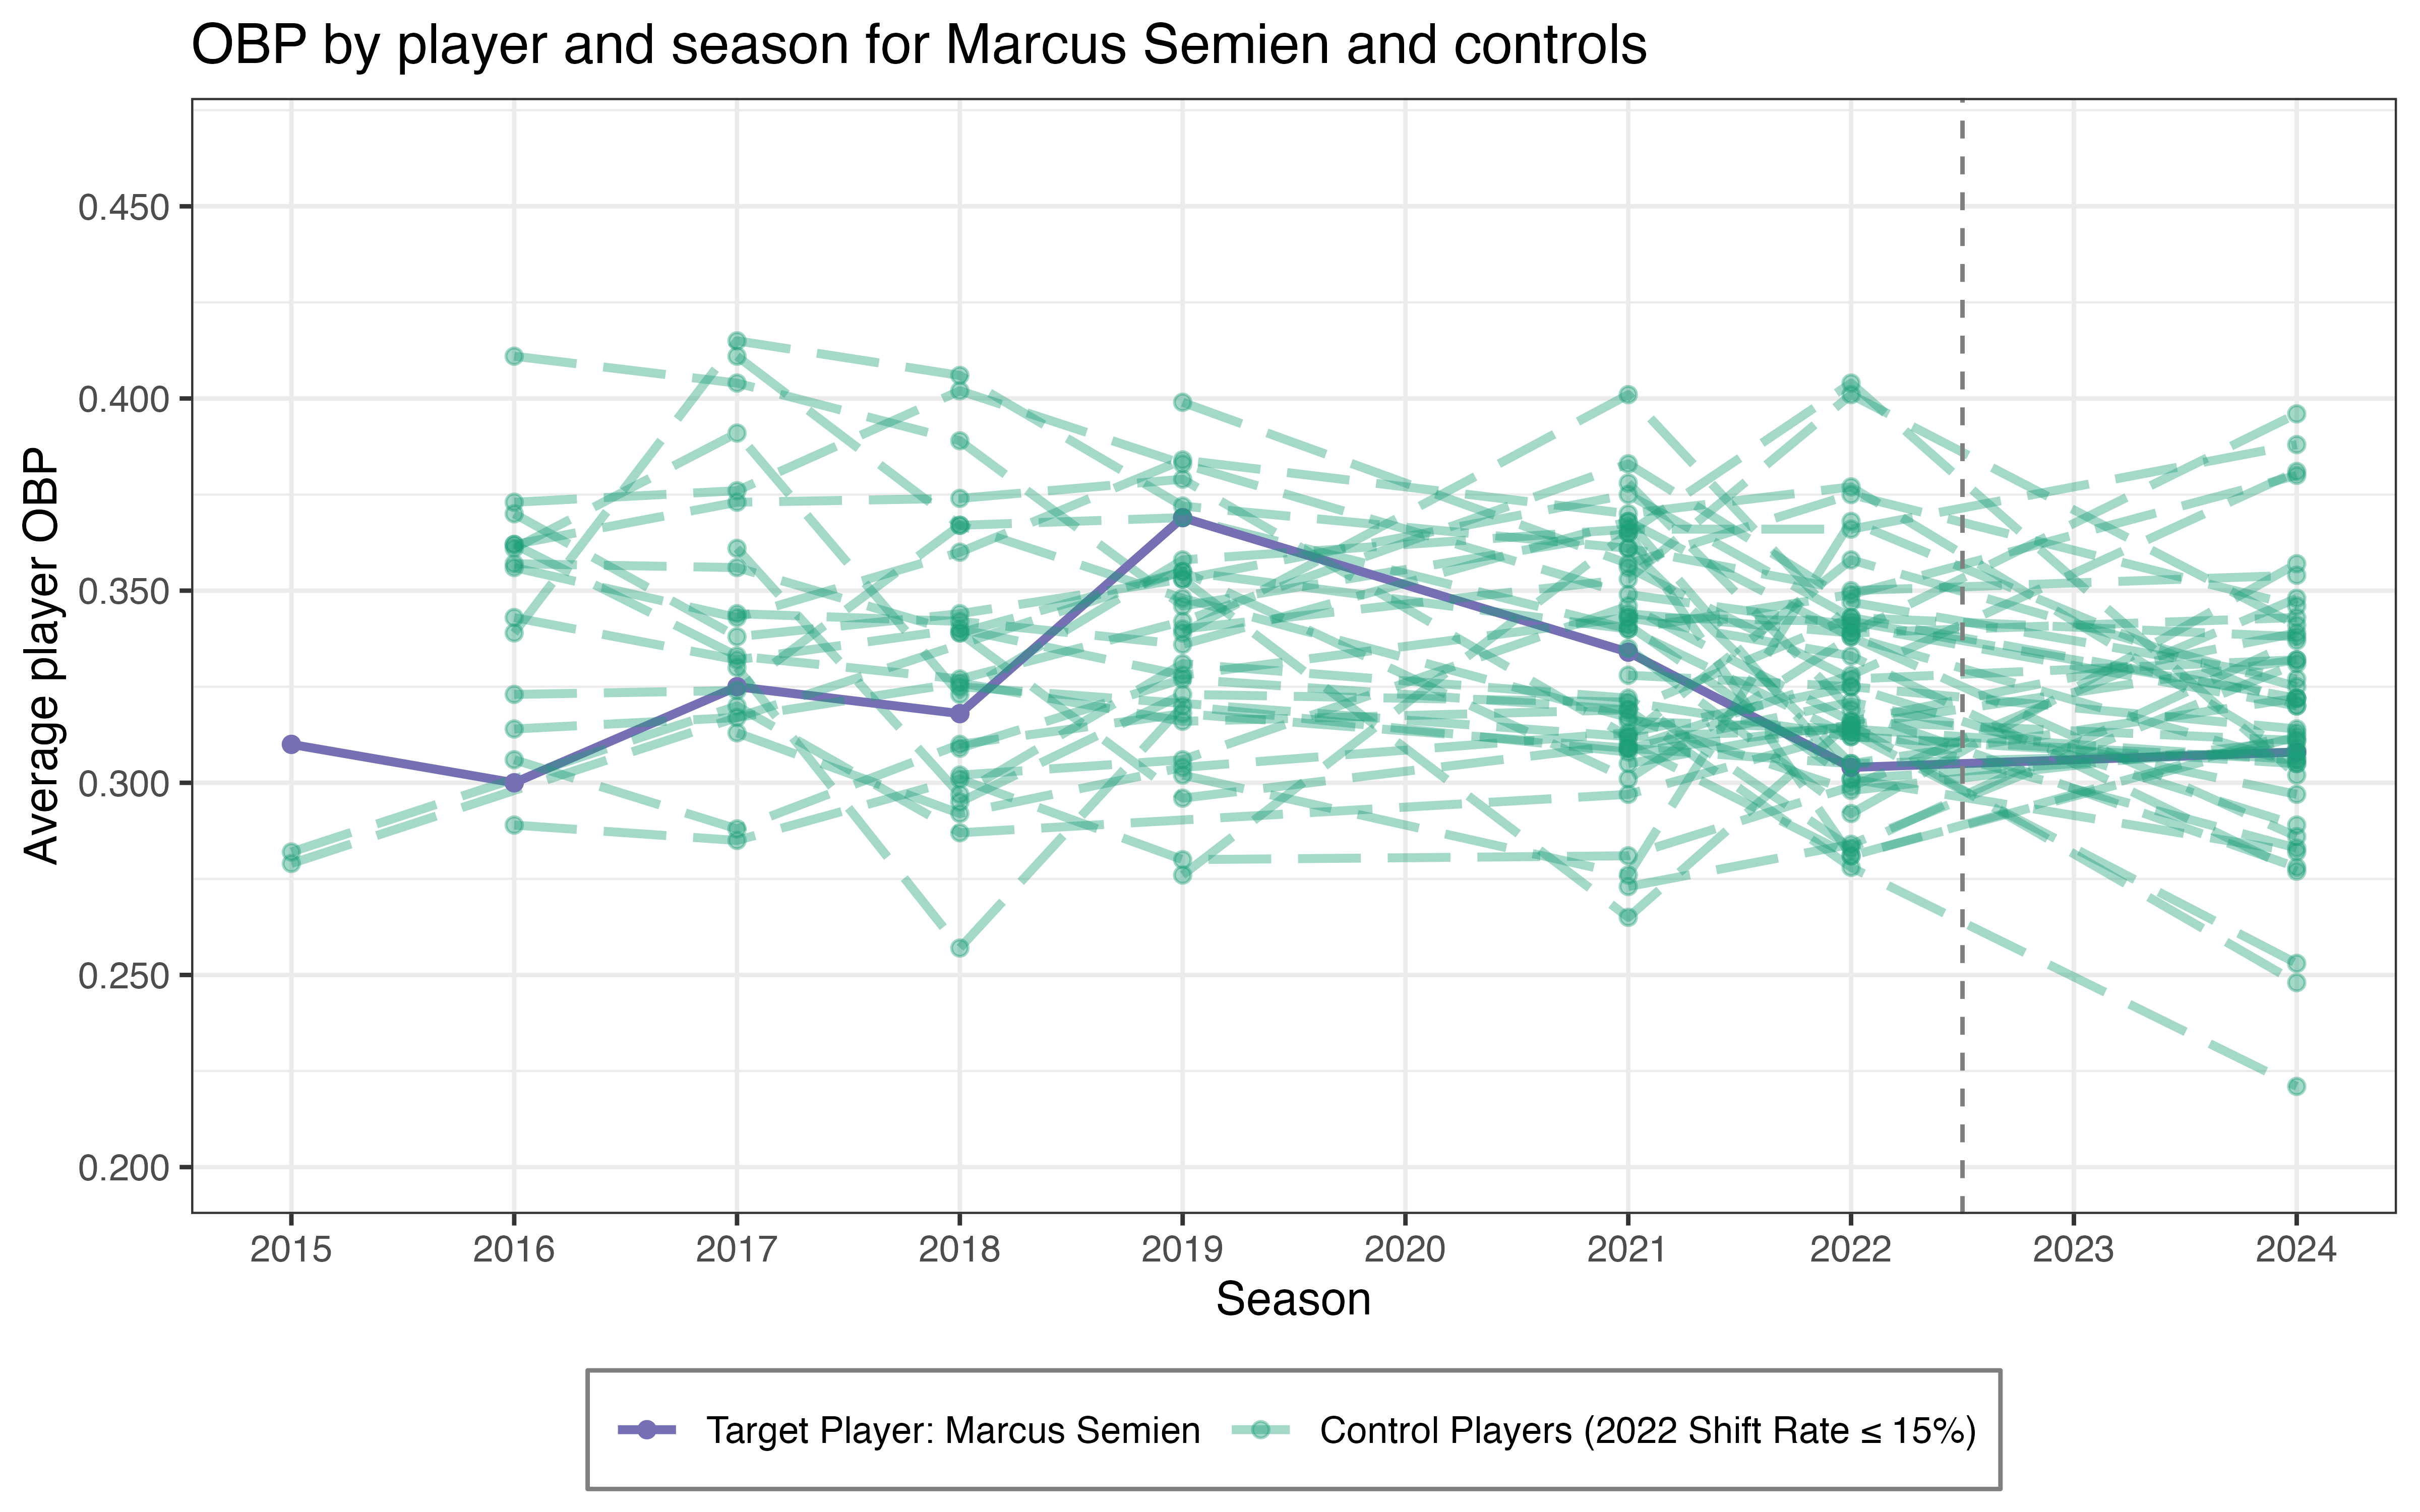 OBP by player and season for Marcus Semien and controls
Average player OBP
0.450
0.400
0.350
0.300
0.250
0.200
2015 2016 2017 2018 2019 2020 2021 2022 2023 2024
Season
Target Player: Marcus Semien Control Players (2022 Shift Rate ≤ 15%)